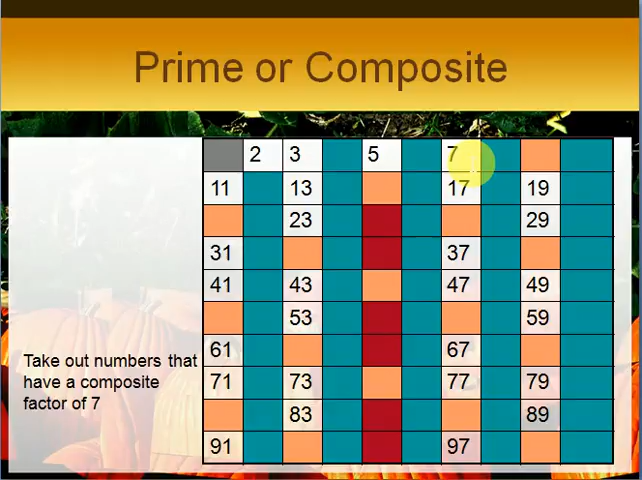 Prime or Composite
2 3 5 7
11 13 17 19
23 29
31 37
41 43 47 49
53 59
61 67
71 73 77 79
83 89
91 97
Take out numbers that
have a composite
factor of 7